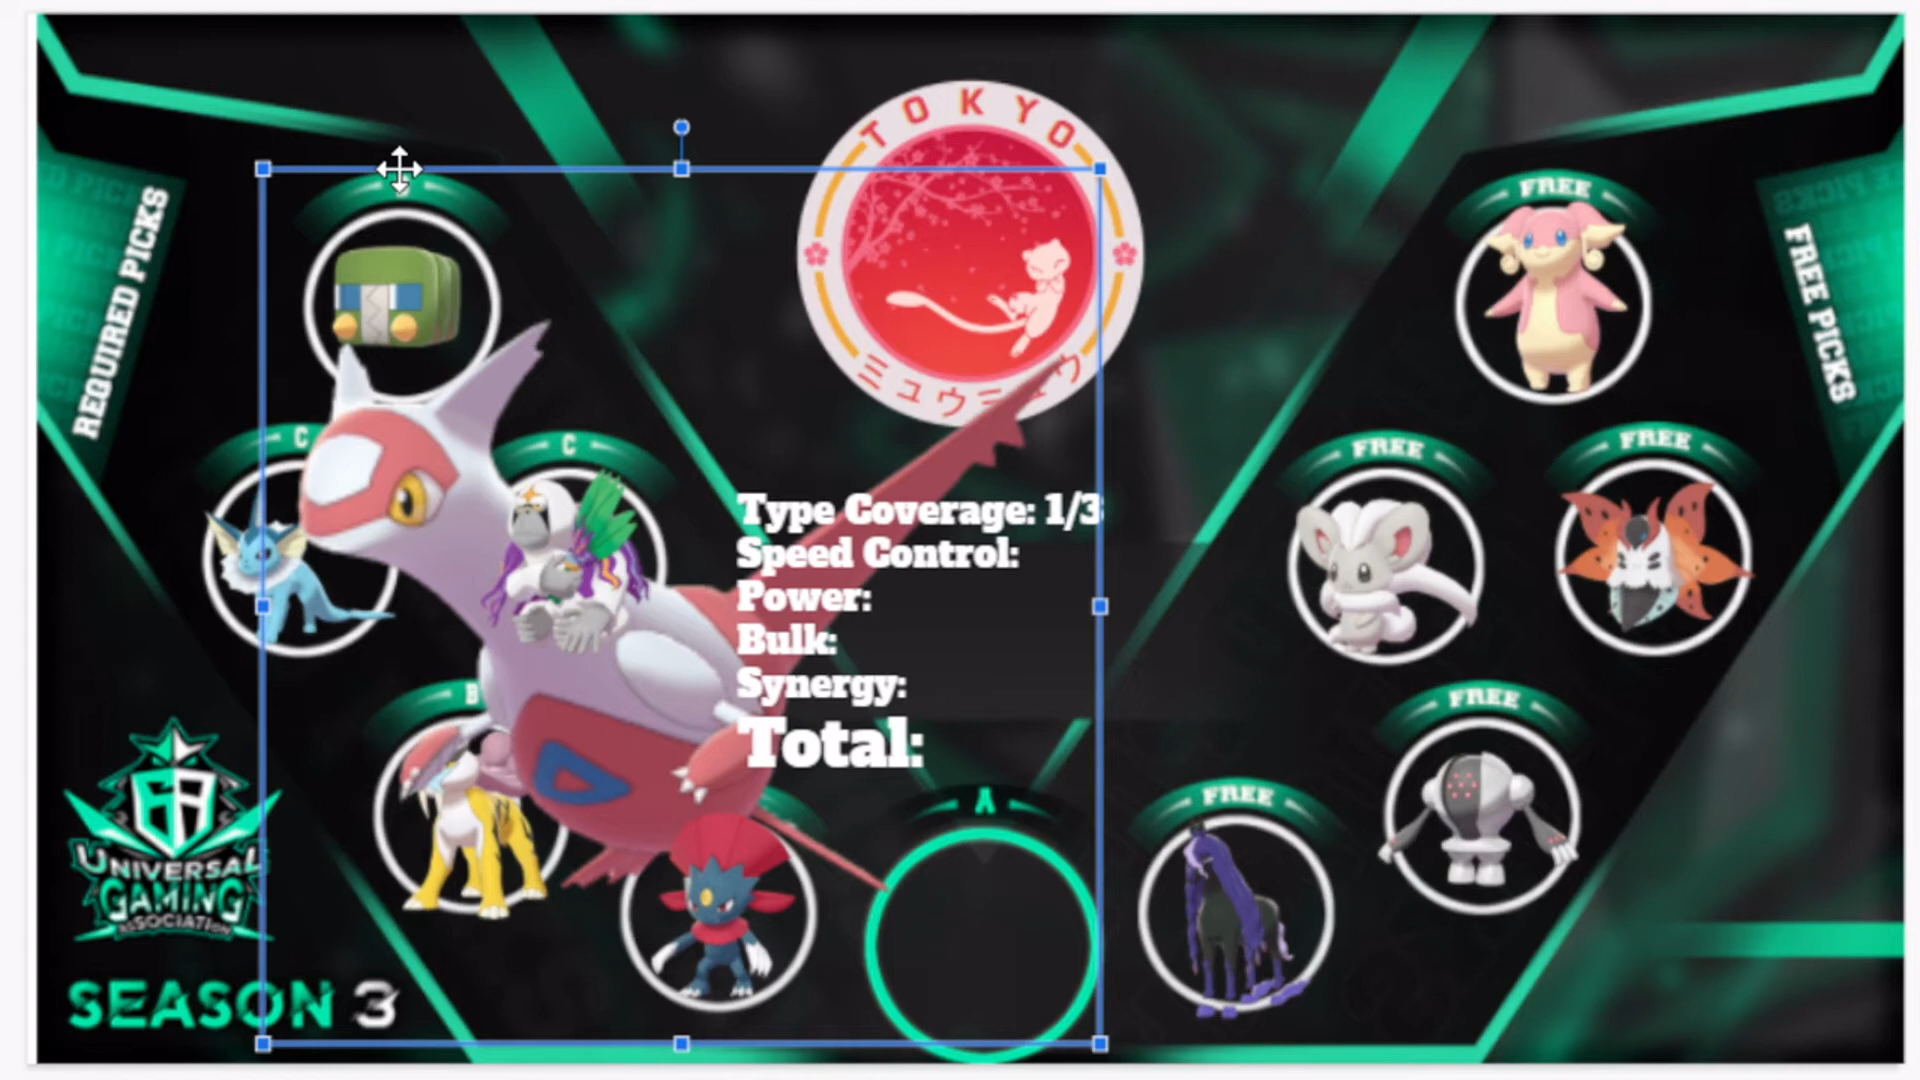 TOKYO
ミュウミュウ
REQUIRED PICKS
FREE PICKS
FREE
C
C
FREE
FREE
Type Coverage: 1/3
Speed Control:
Power:
Bulk:
Synergy:
Total:
B
FREE
A
FREE
UNIVERSAL
GAMING
ASSOCIATION
SEASON 3